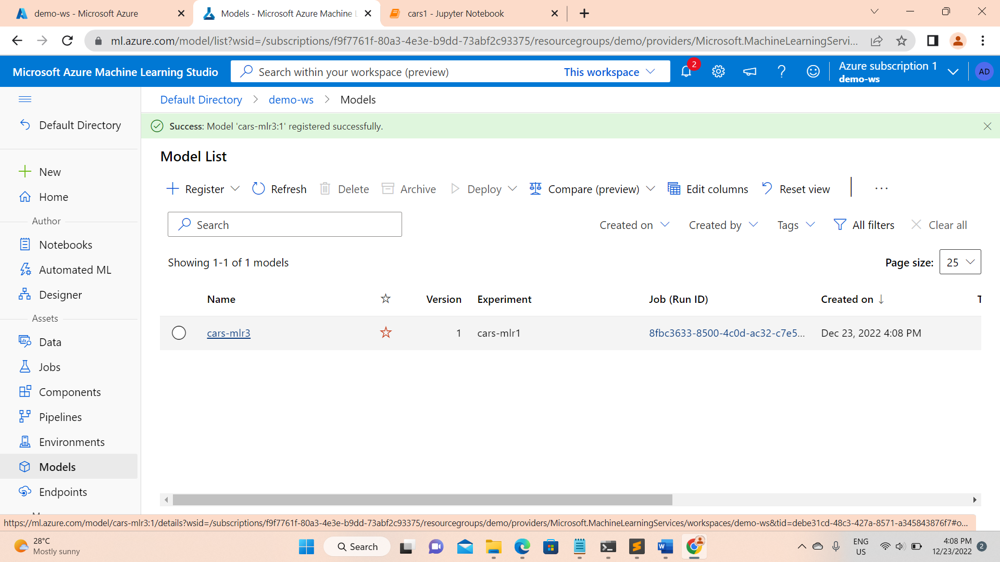 demo-ws - Microsoft Azure
Models - Microsoft Azure Machine
cars1 - Jupyter Notebook
ml.azure.com/model/list?wsid=/subscriptions/f9f7761f-80a3-4e3e-b9dd-73abf2c93375/resourcegroups/demo/providers/Microsoft.MachineLearningServi...
Microsoft Azure Machine Learning Studio
Search within your workspace (preview)
This workspace
2
Azure subscription 1
demo-ws
AD
Default Directory > demo-ws > Models
Default Directory
Success: Model 'cars-mlr3:1' registered successfully.
Model List
New
Register
Refresh
Delete
Archive
Deploy
Compare (preview)
Edit columns
Reset view
...
Home
Author
Search
Created on
Created by
Tags
All filters
Clear all
Notebooks
Showing 1-1 of 1 models
Page size: 25
Automated ML
Designer
Name
Version
Experiment
Job (Run ID)
Created on ↓
Assets
cars-mlr3
1
cars-mlr1
8fbc3633-8500-4c0d-ac32-c7e5...
Dec 23, 2022 4:08 PM
Data
Jobs
Components
Pipelines
Environments
Models
Endpoints
https://ml.azure.com/model/cars-mlr3:1/details?wsid=/subscriptions/f9f7761f-80a3-4e3e-b9dd-73abf2c93375/resourcegroups/demo/providers/Microsoft.MachineLearningServices/workspaces/demo-ws&tid=debe31cd-48c3-427a-8571-a345843876f7#o...
28°C
Mostly sunny
Search
ENG
US
4:08 PM
12/23/2022
2